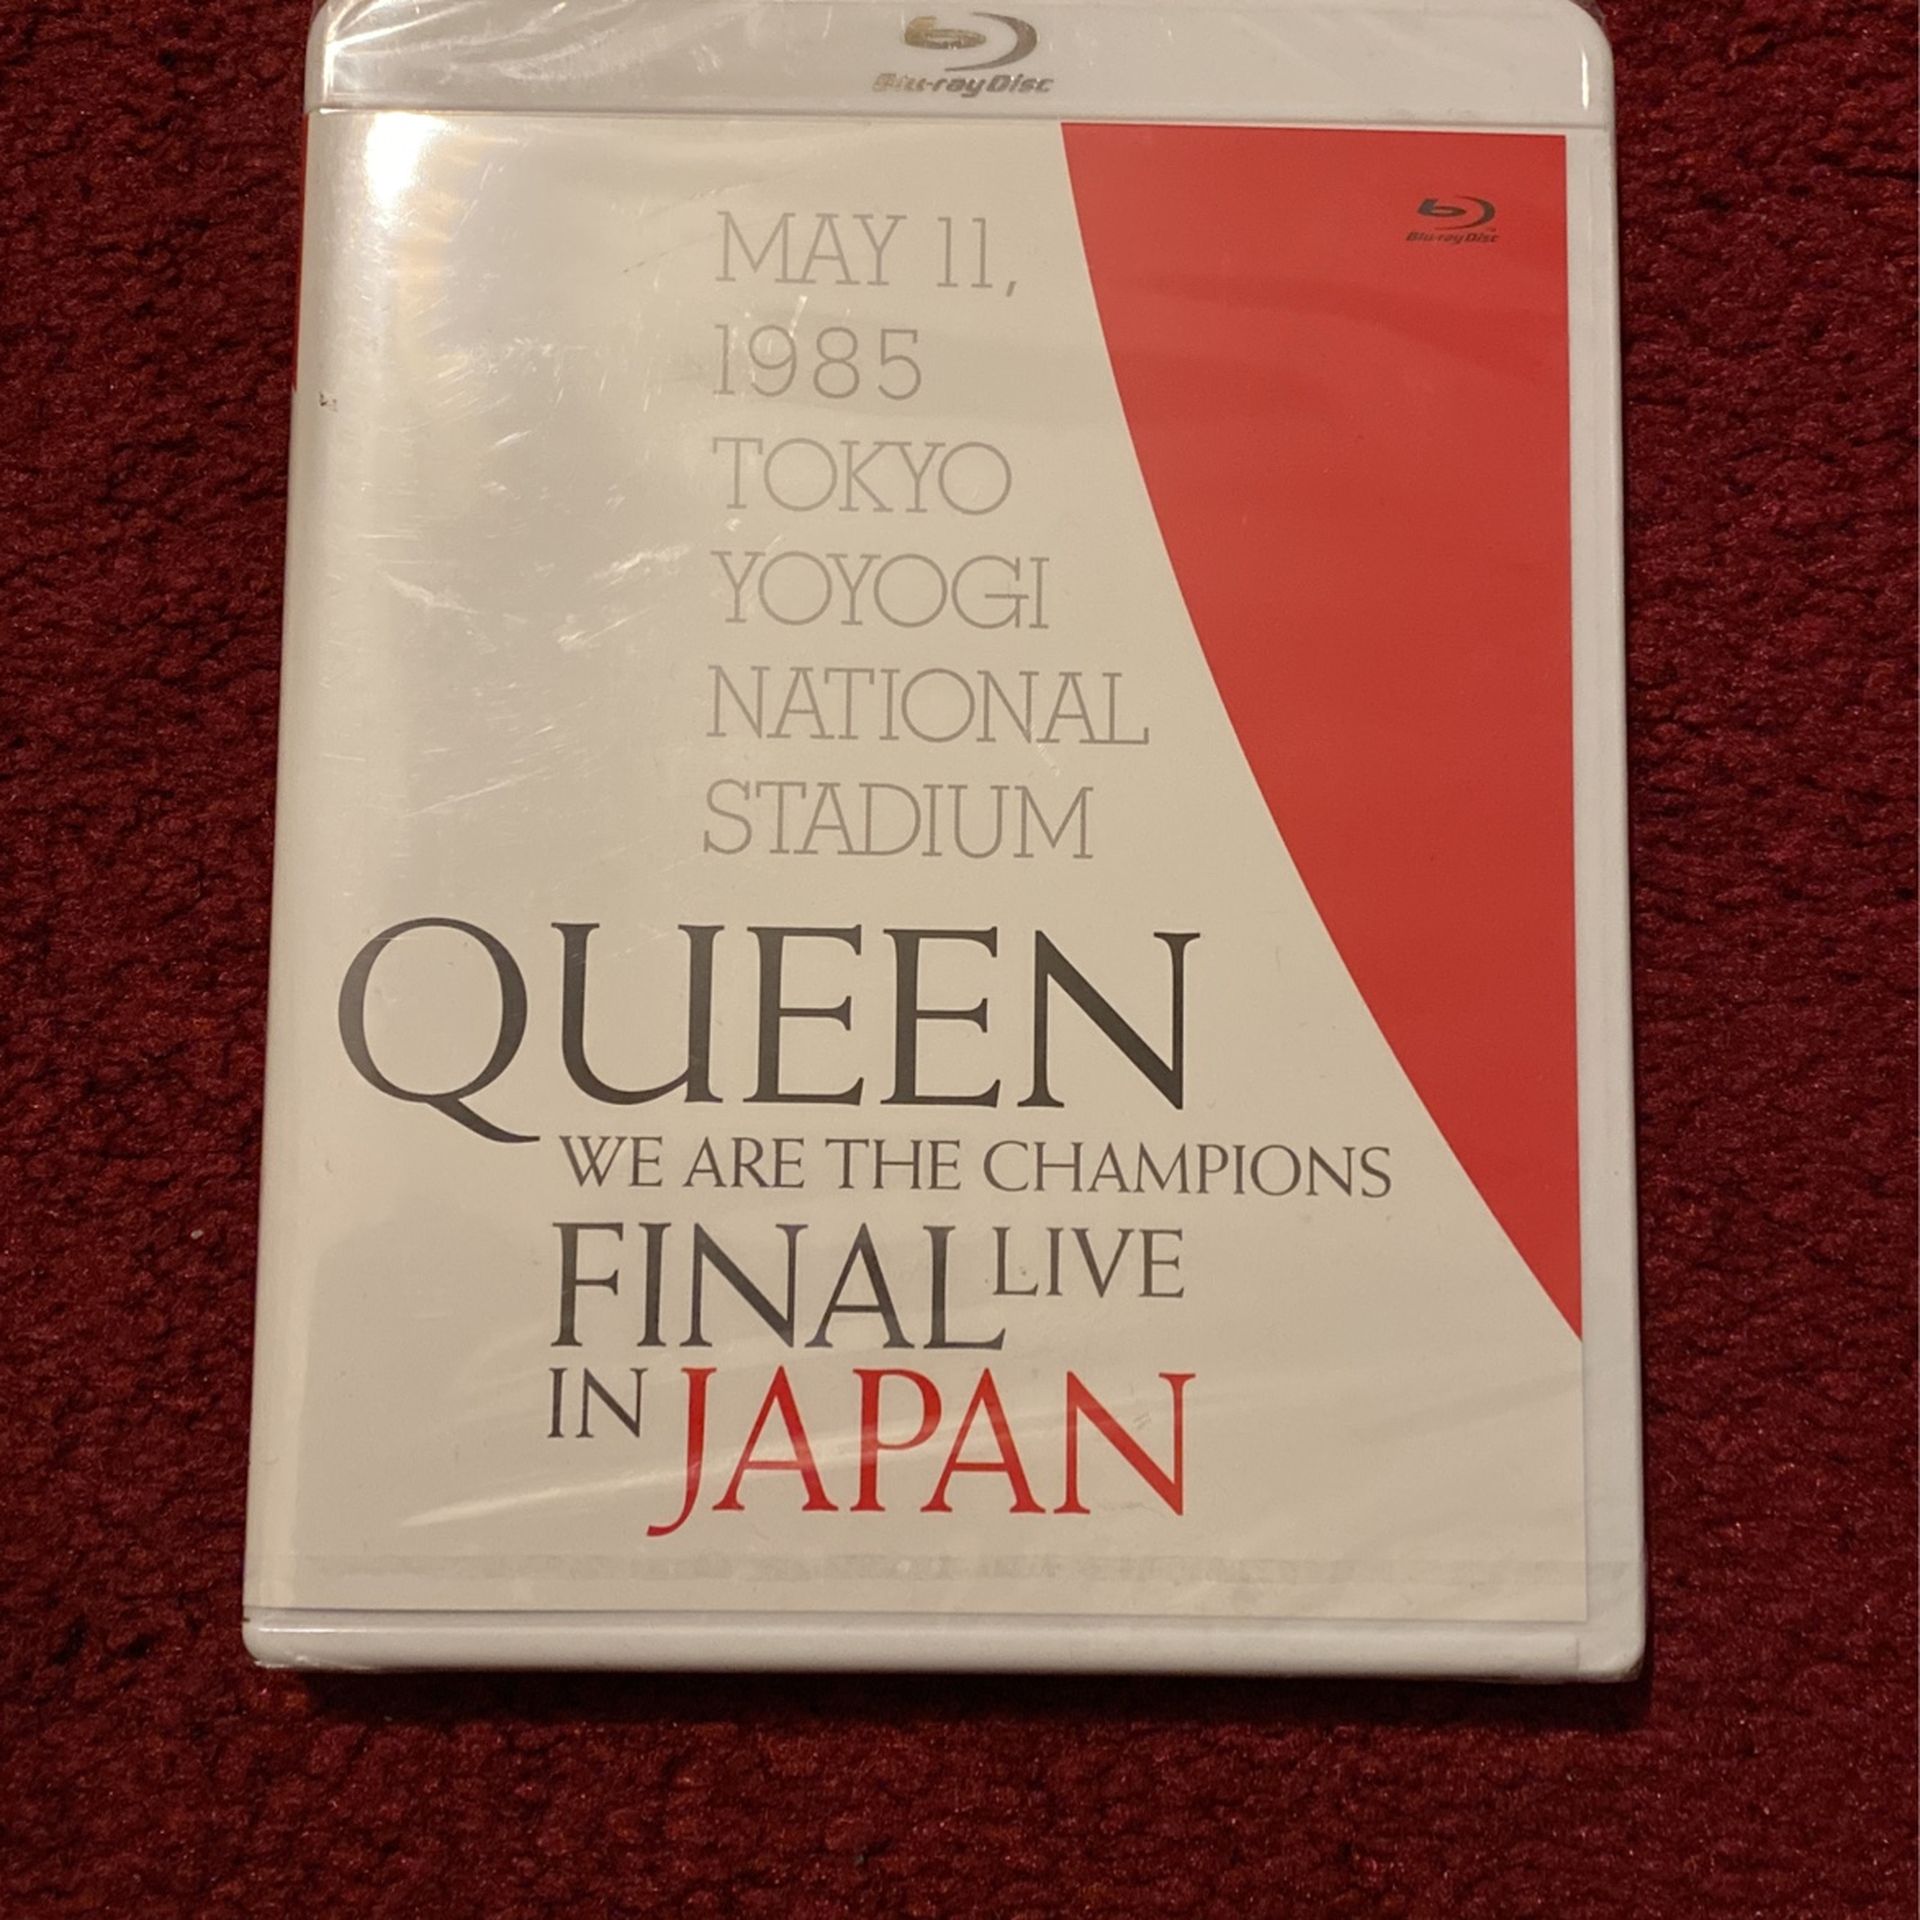 Blu-ray Disc
Blu-ray Disc
MAY 11,
1985
TOKYO
YOYOGI
NATIONAL
STADIUM
QUEEN
WE ARE THE CHAMPIONS
FINAL LIVE
IN JAPAN